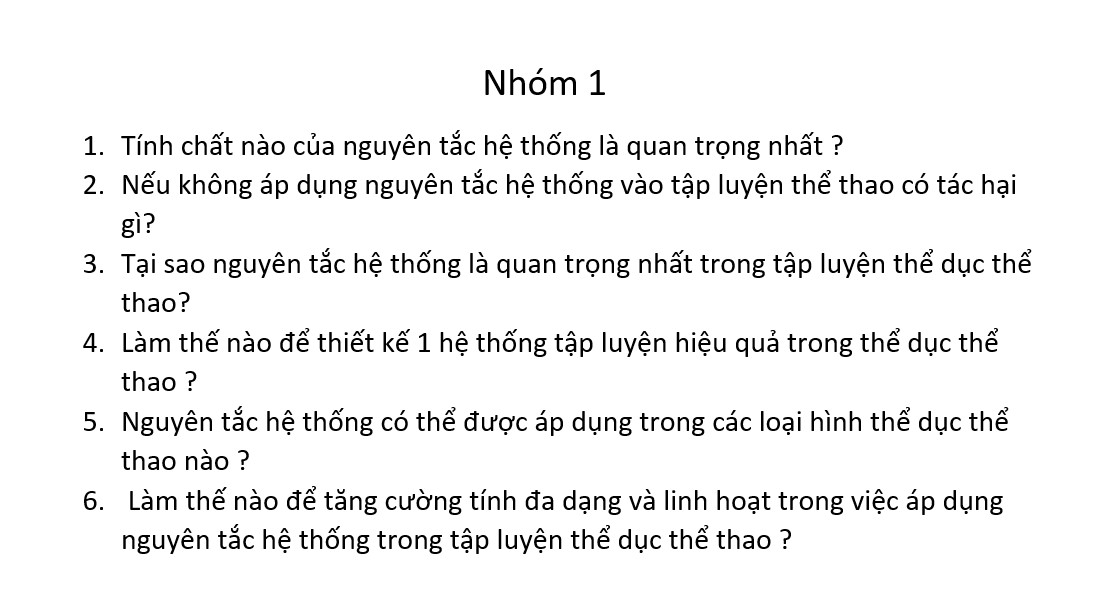 Nhóm 1
1. Tính chất nào của nguyên tắc hệ thống là quan trọng nhất ?
2. Nếu không áp dụng nguyên tắc hệ thống vào tập luyện thể thao có tác hại
gì?
3. Tại sao nguyên tắc hệ thống là quan trọng nhất trong tập luyện thể dục thể
thao?
4. Làm thế nào để thiết kế 1 hệ thống tập luyện hiệu quả trong thể dục thể
thao ?
5. Nguyên tắc hệ thống có thể được áp dụng trong các loại hình thể dục thể
thao nào ?
6. Làm thế nào để tăng cường tính đa dạng và linh hoạt trong việc áp dụng
nguyên tắc hệ thống trong tập luyện thể dục thể thao ?